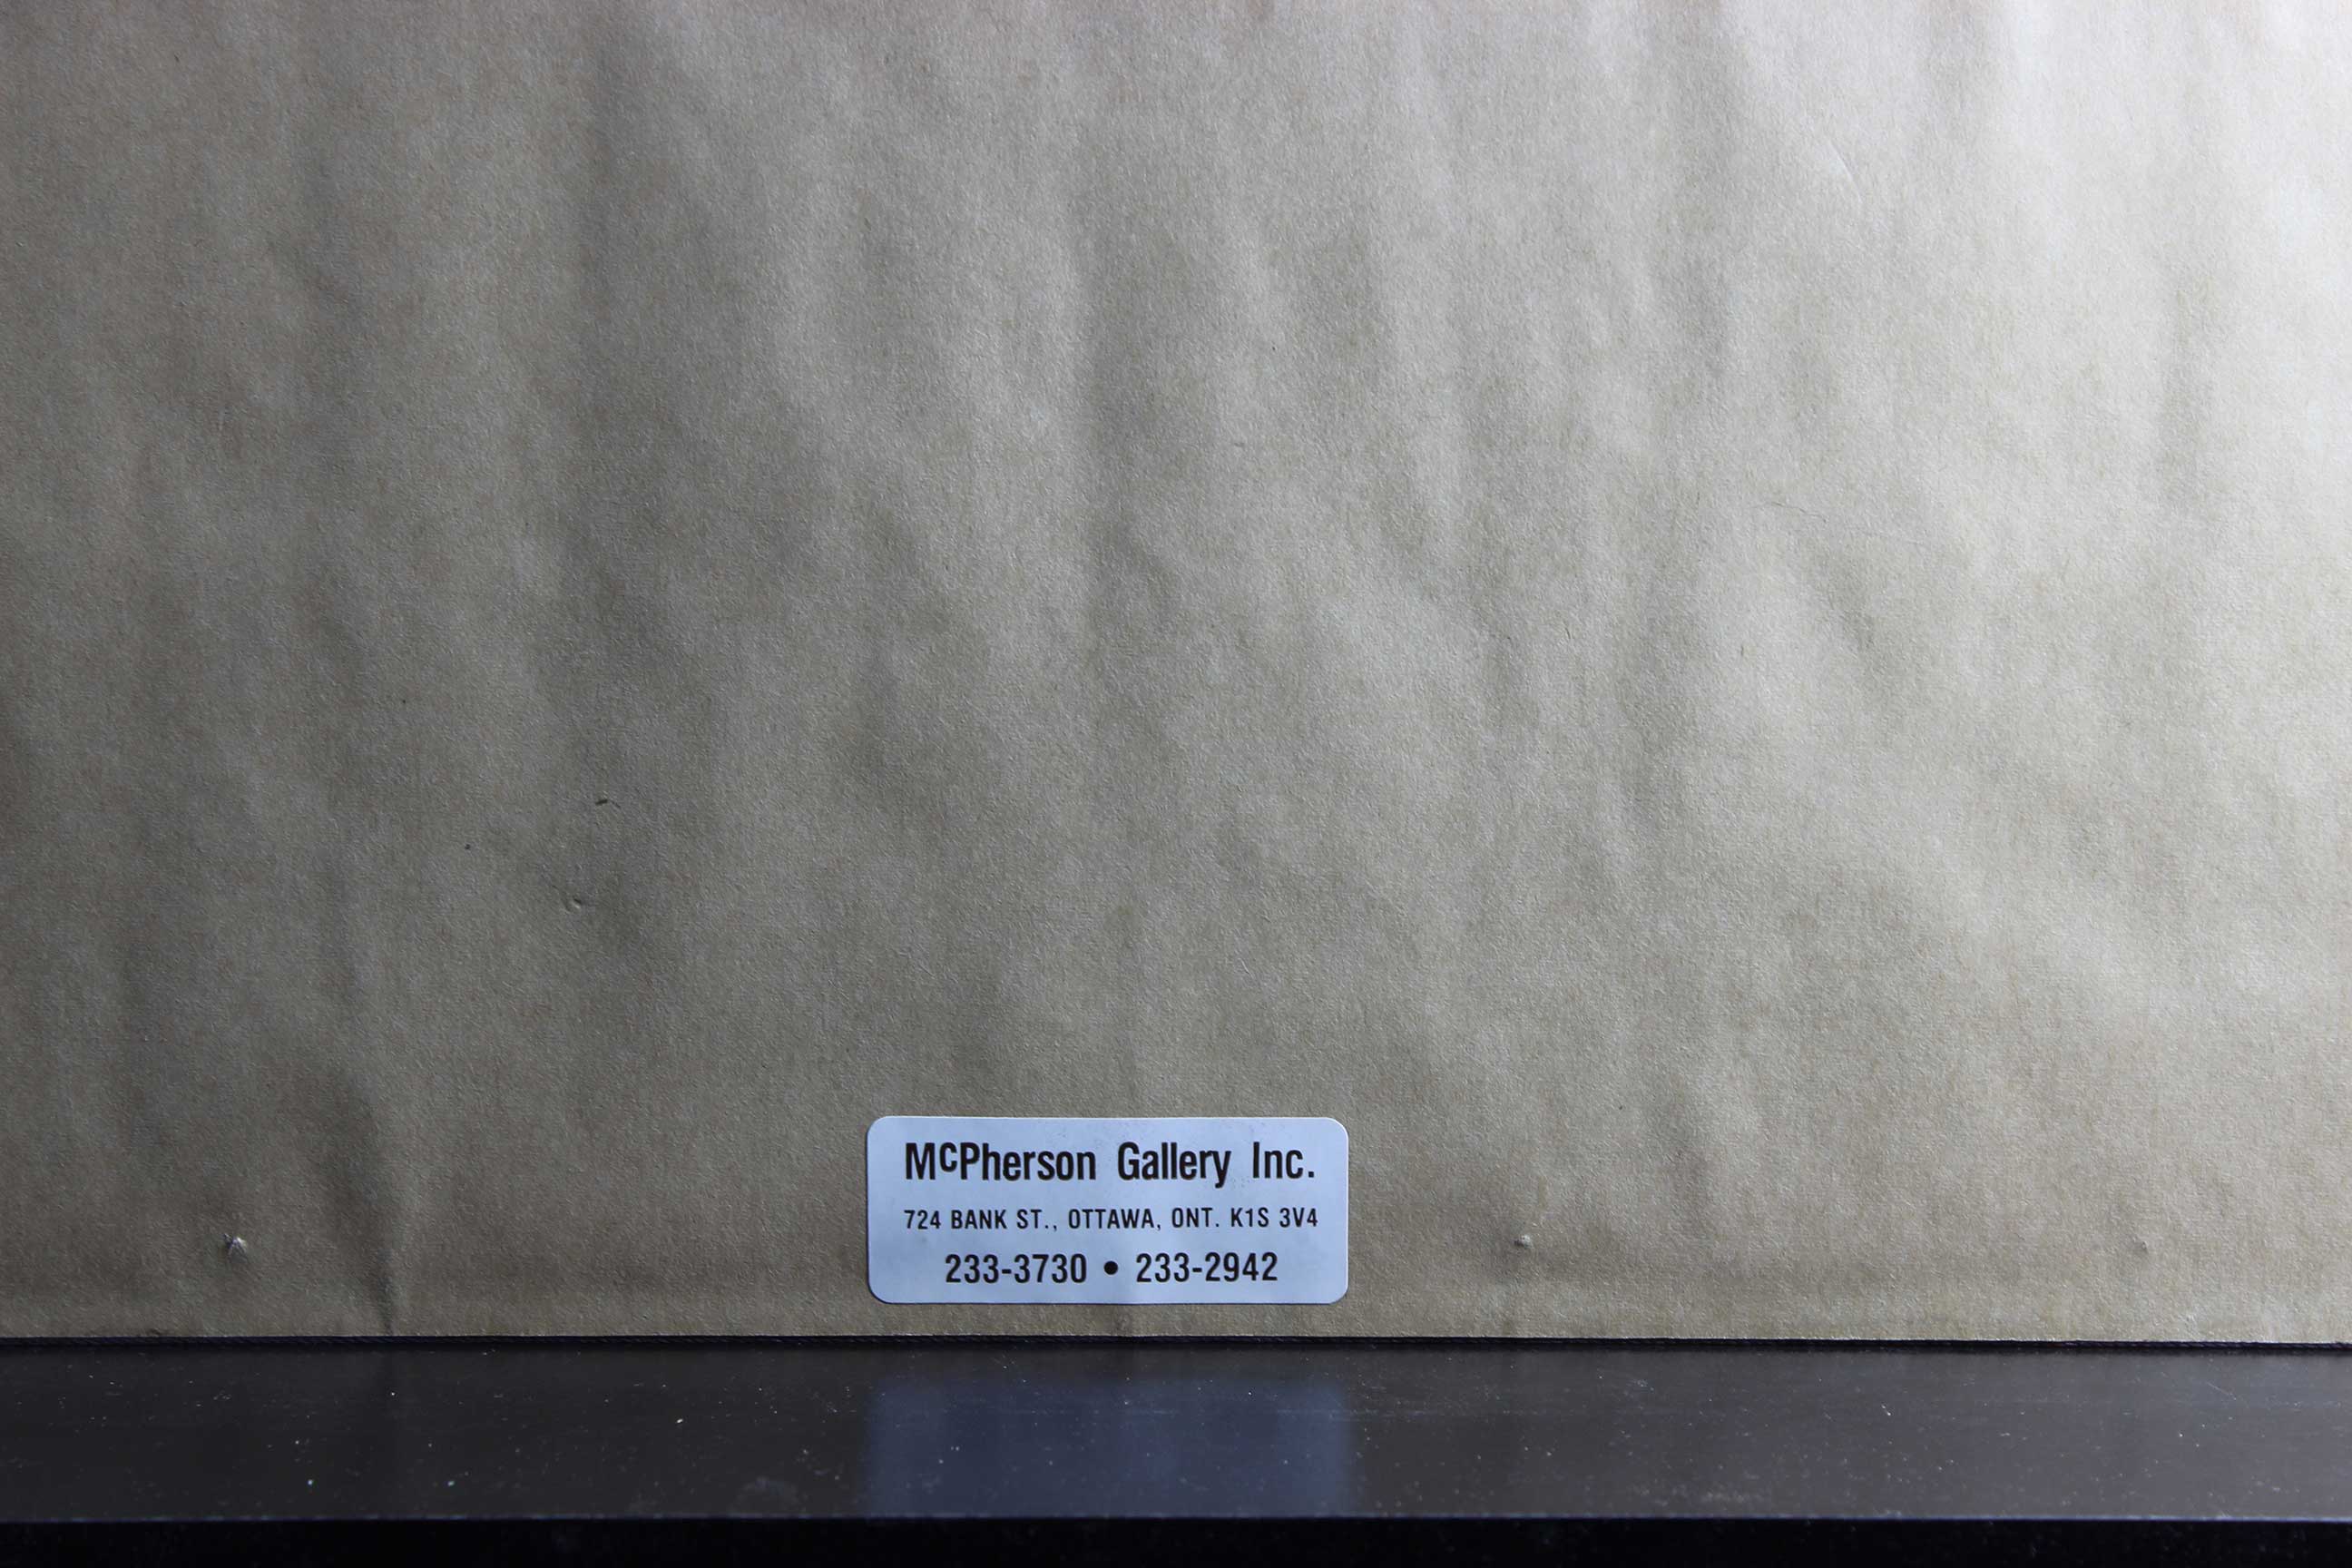 McPherson Gallery Inc.
724 BANK ST., OTTAWA, ONT. K1S 3V4
233-3730 • 233-2942